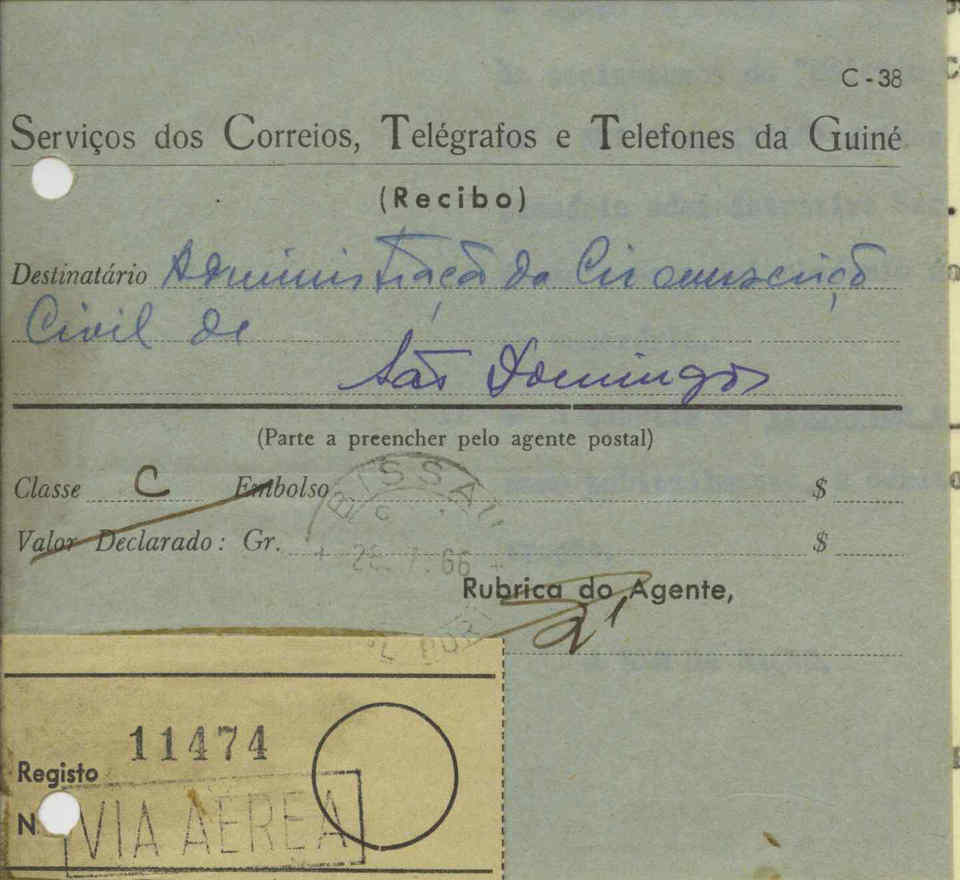 C-38
Serviços dos Correios, Telégrafos e Telefones da Guiné
(Recibo)
Destinatário Administração da Circunscrição
Civil de
São Domingos
(Parte a preencher pelo agente postal)
Classe C Embolso $
Valor Declarado: Gr. $
BISSAU
28.7.66
Rubrica do Agente,
11474
Registo
N.
VIA AÉREA